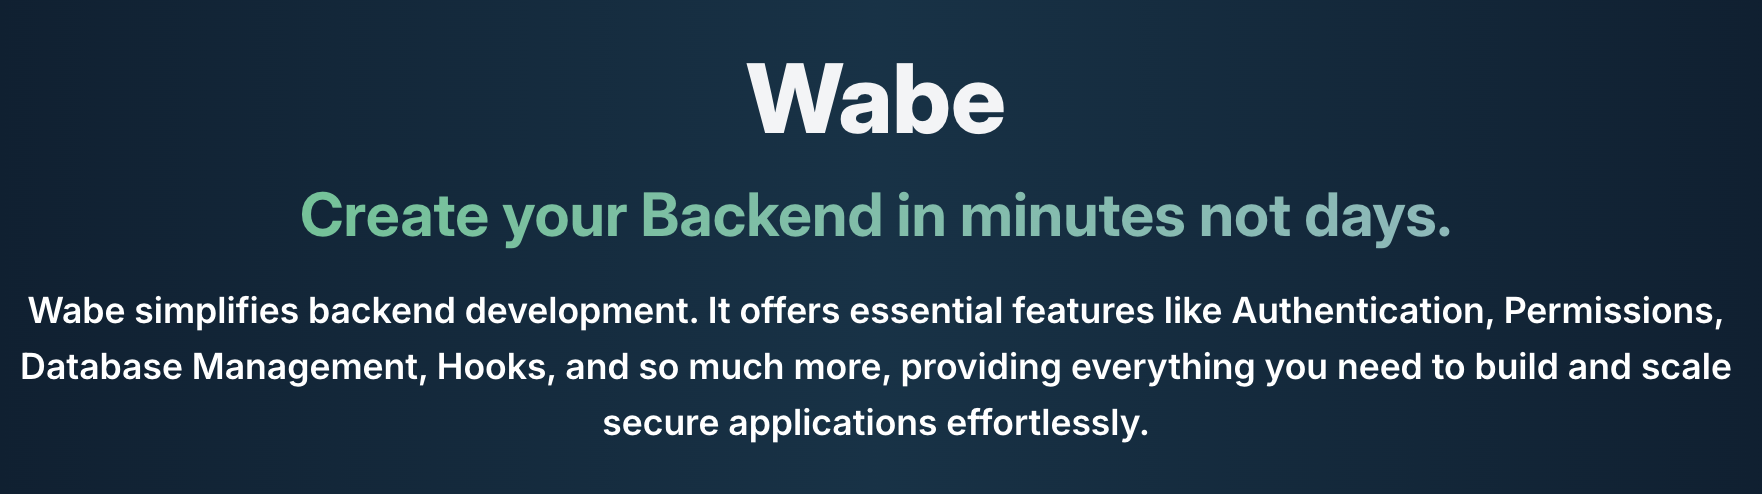 Wabe
Create your Backend in minutes not days.
Wabe simplifies backend development. It offers essential features like Authentication, Permissions,
Database Management, Hooks, and so much more, providing everything you need to build and scale
secure applications effortlessly.